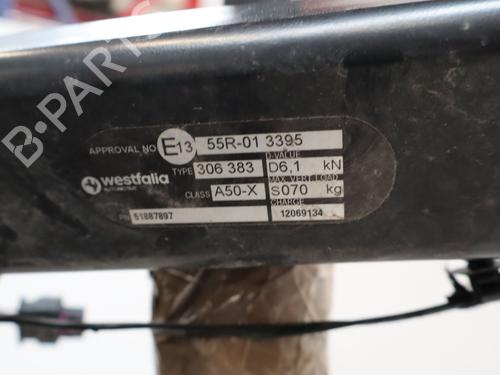 APPROVAL NO E13 55R-01 3395
TYPE 306 383 D-VALUE D6,1 kN
westfalia AUTOMOTIVE
CLASS A50-X MAX. VERT. LOAD S070 kg
51887897 CHARGE 12069134
B-PARTS